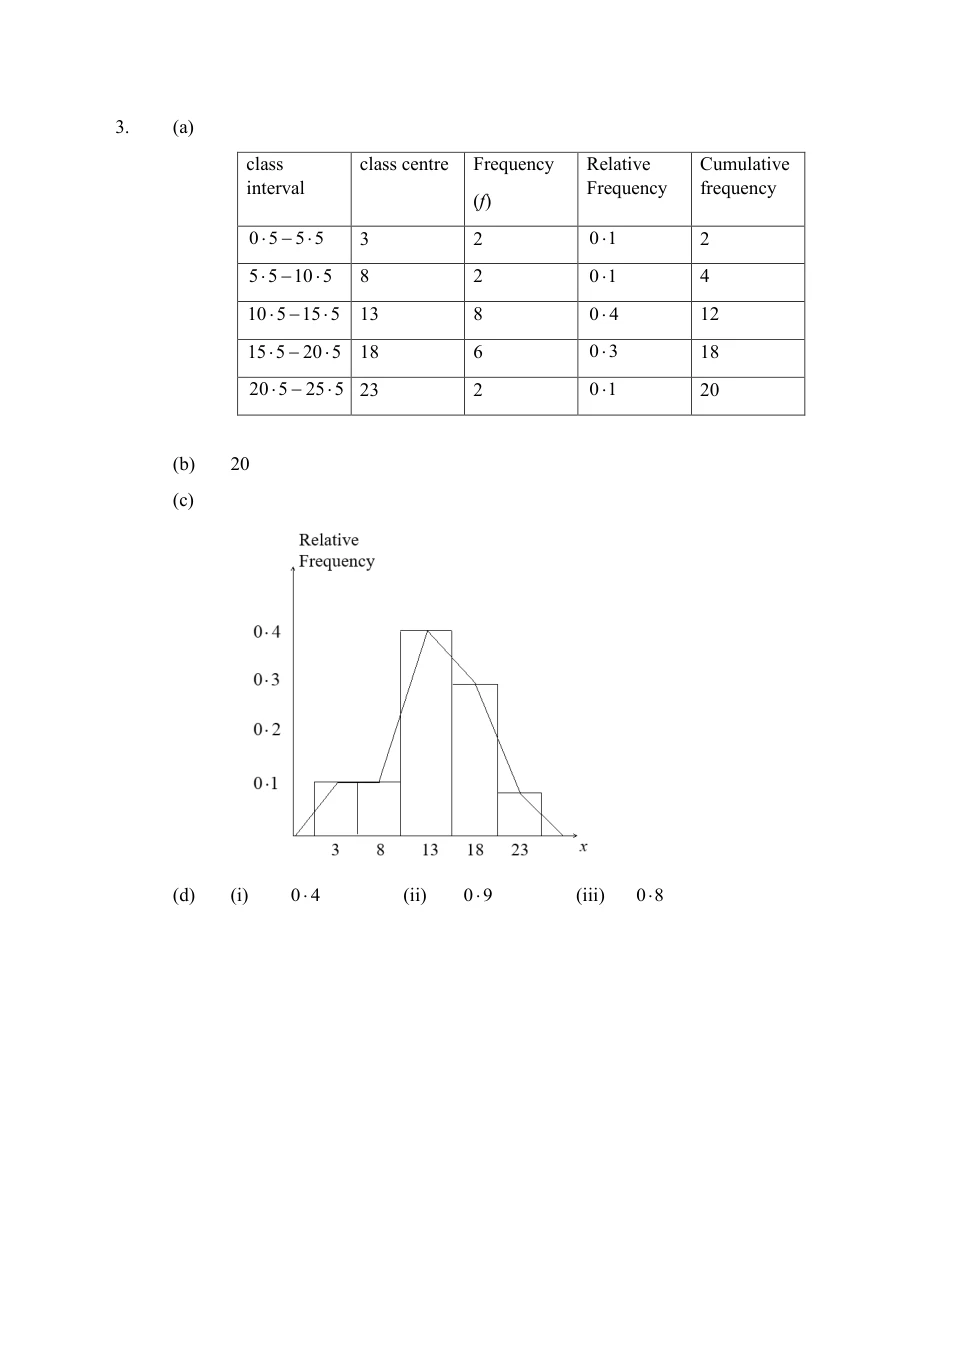 3. (a)
class interval class centre Frequency (f) Relative Frequency Cumulative frequency
0·5 – 5·5 3 2 0·1 2
5·5 – 10·5 8 2 0·1 4
10·5 – 15·5 13 8 0·4 12
15·5 – 20·5 18 6 0·3 18
20·5 – 25·5 23 2 0·1 20
(b) 20
(c)
Relative
Frequency
0·4
0·3
0·2
0·1
3 8 13 18 23 x
(d) (i) 0·4 (ii) 0·9 (iii) 0·8